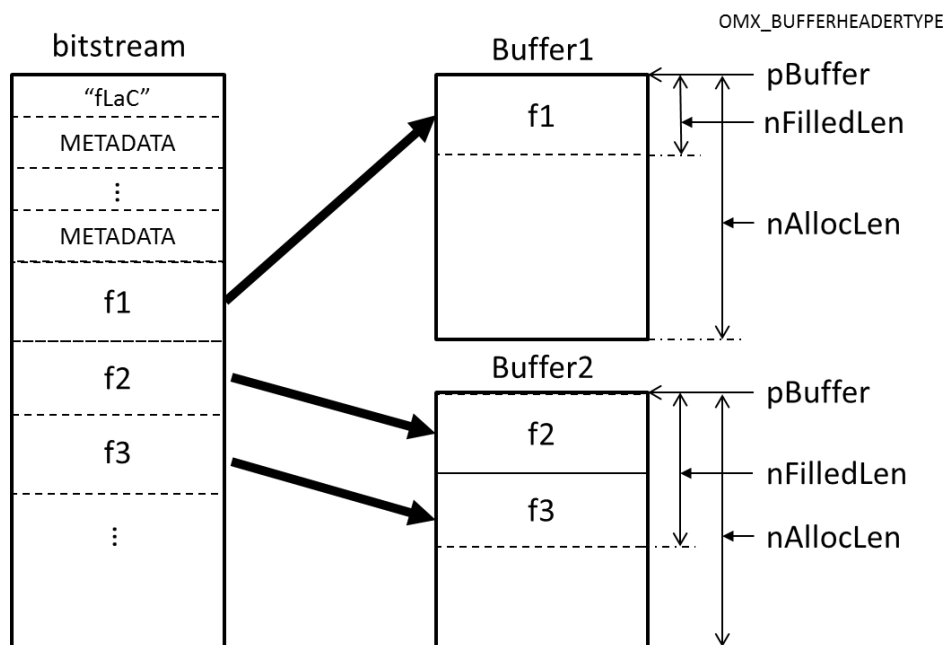 OMX_BUFFERHEADERTYPE
bitstream
“fLaC”
METADATA
⋮
METADATA
f1
f2
f3
⋮
Buffer1
f1
pBuffer
nFilledLen
nAllocLen
Buffer2
f2
f3
pBuffer
nFilledLen
nAllocLen